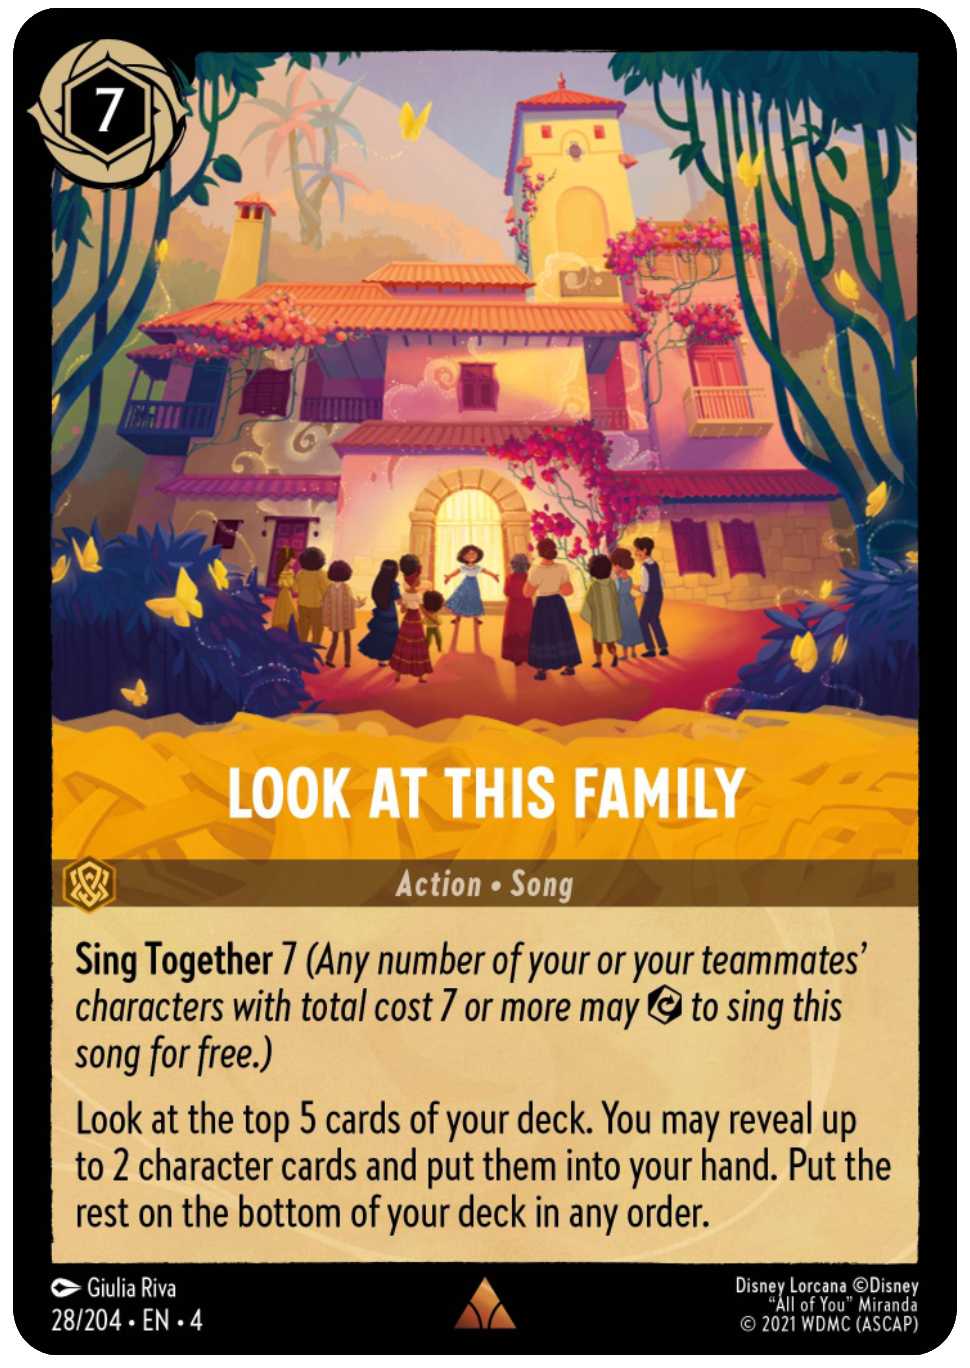 7
LOOK AT THIS FAMILY
Action • Song
Sing Together 7 (Any number of your or your teammates’
characters with total cost 7 or more may to sing this
song for free.)
Look at the top 5 cards of your deck. You may reveal up
to 2 character cards and put them into your hand. Put the
rest on the bottom of your deck in any order.
Giulia Riva
28/204 • EN • 4
Disney Lorcana ©Disney
“All of You” Miranda
© 2021 WDMC (ASCAP)